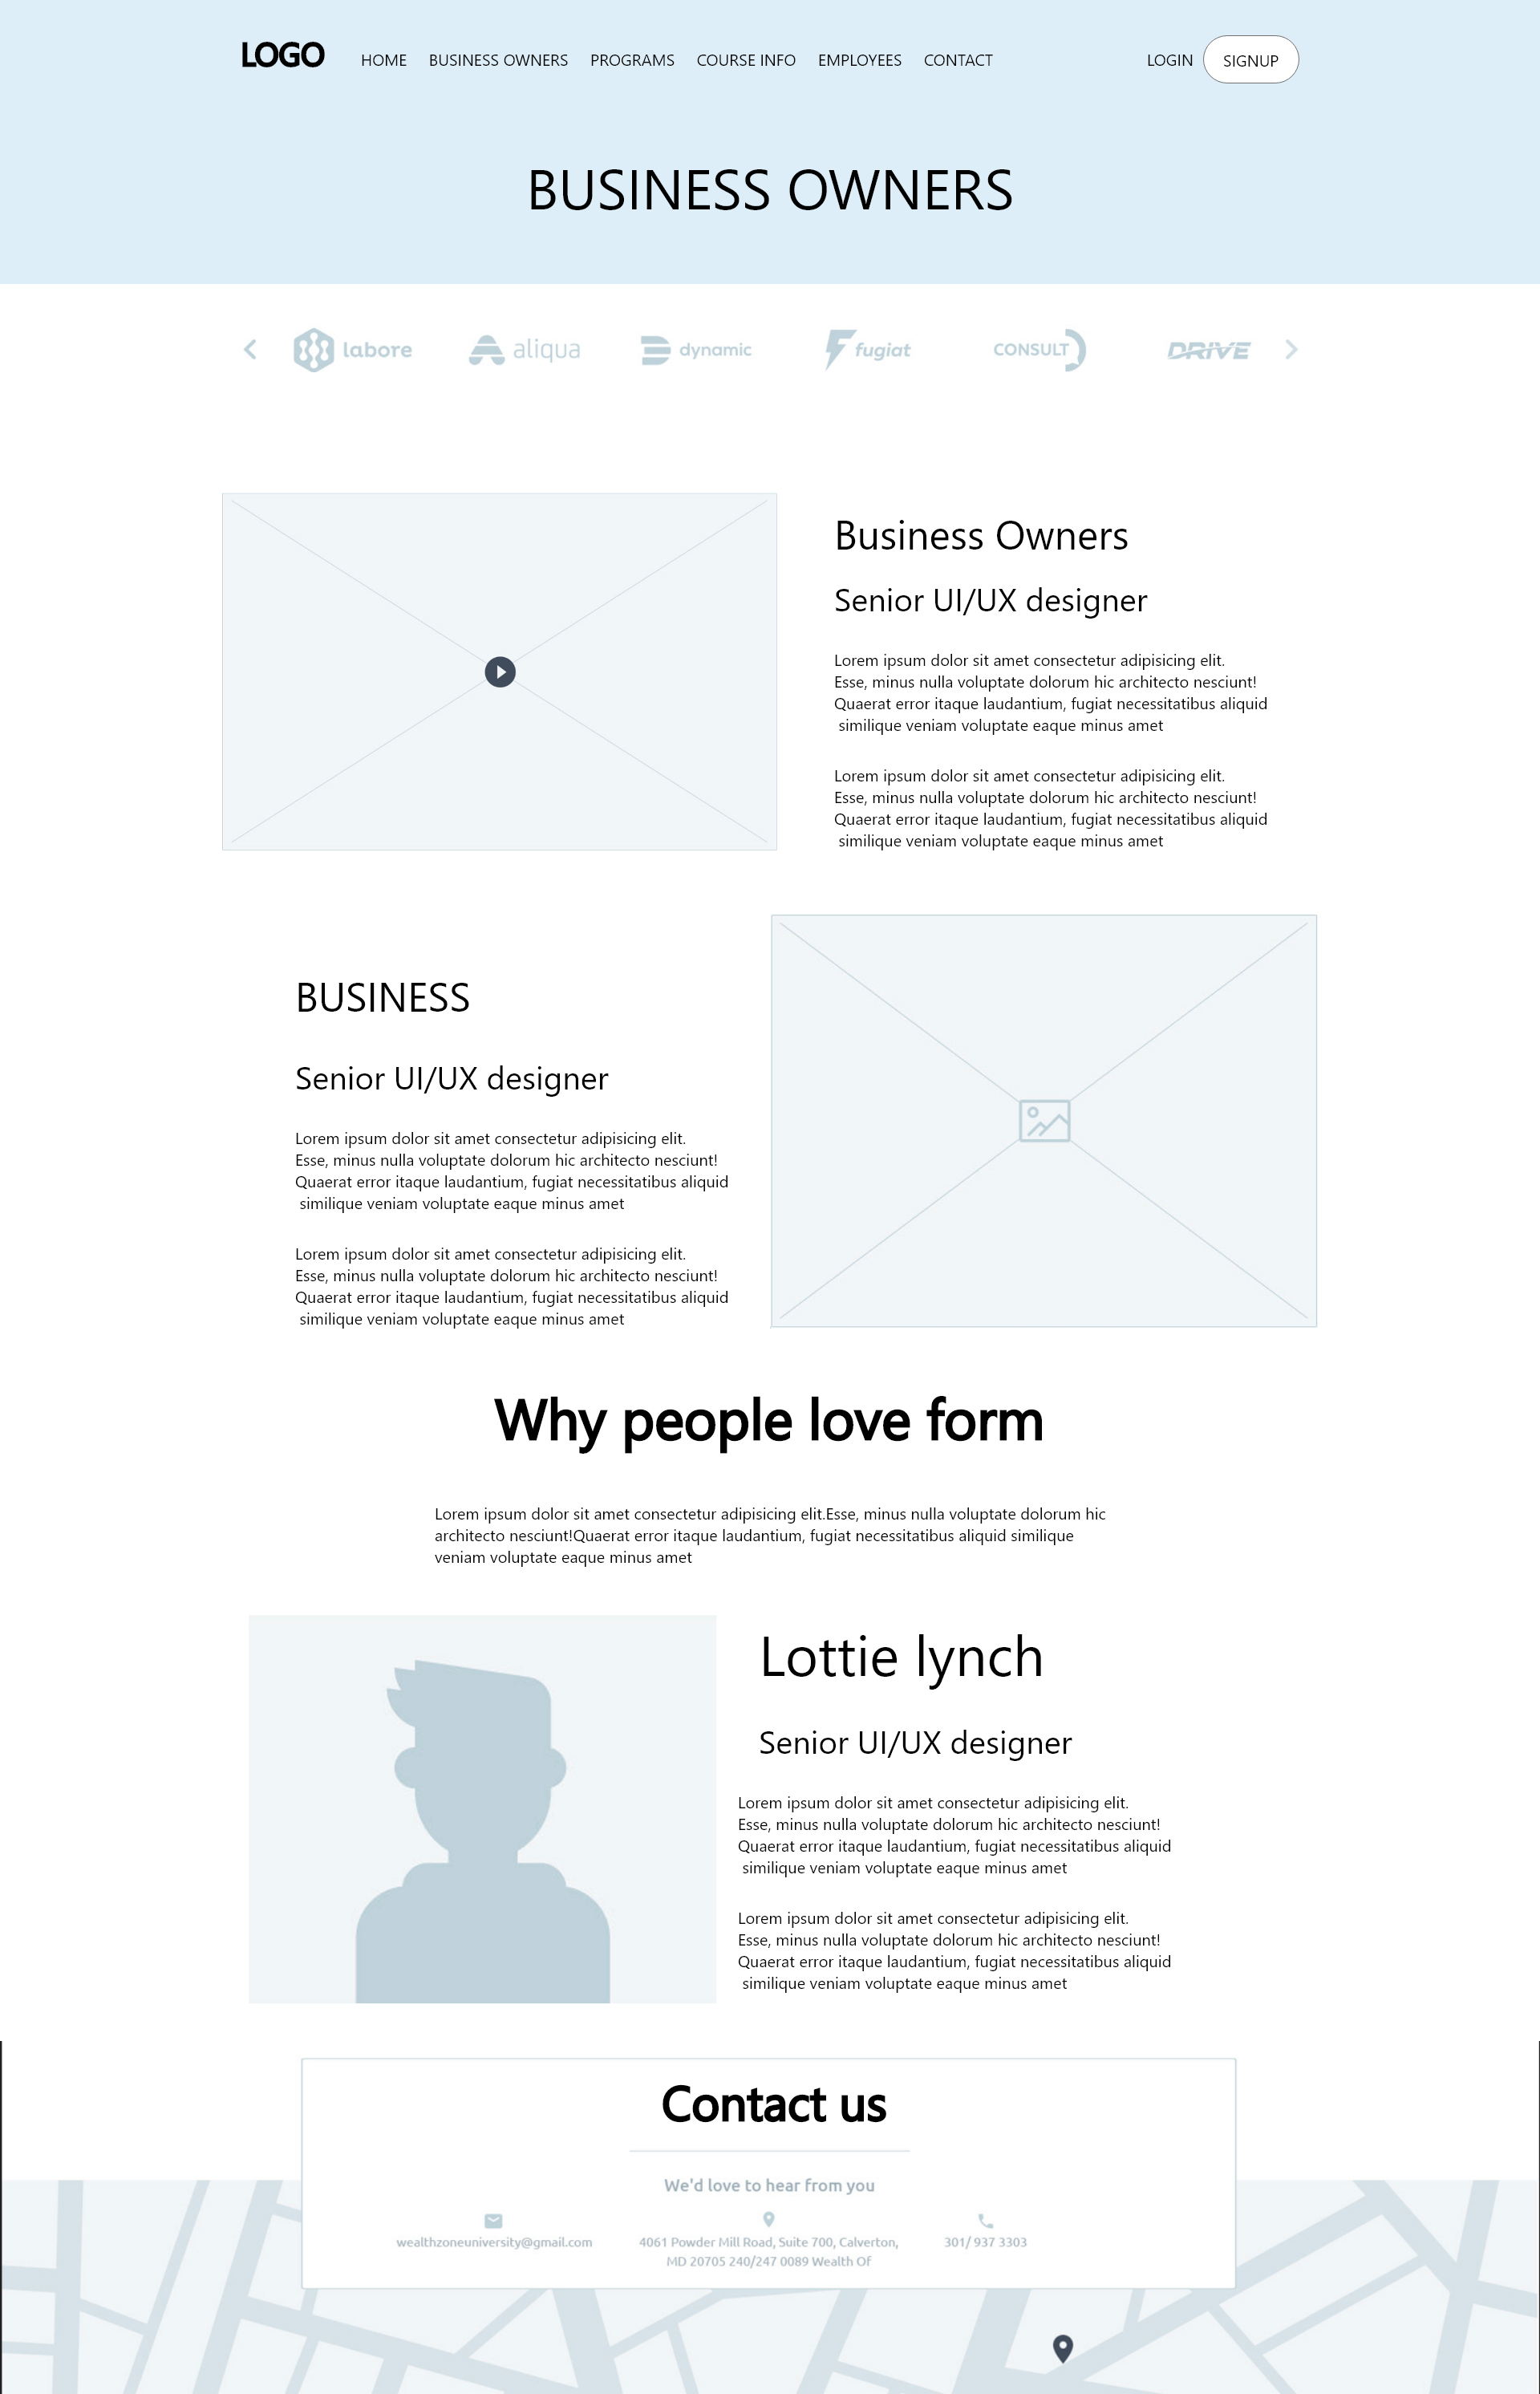 LOGO
HOME BUSINESS OWNERS PROGRAMS COURSE INFO EMPLOYEES CONTACT LOGIN SIGNUP
BUSINESS OWNERS
labore aliqua dynamic fugiat CONSULT DRIVE
Business Owners
Senior UI/UX designer
Lorem ipsum dolor sit amet consectetur adipisicing elit.
Esse, minus nulla voluptate dolorum hic architecto nesciunt!
Quaerat error itaque laudantium, fugiat necessitatibus aliquid
similique veniam voluptate eaque minus amet
Lorem ipsum dolor sit amet consectetur adipisicing elit.
Esse, minus nulla voluptate dolorum hic architecto nesciunt!
Quaerat error itaque laudantium, fugiat necessitatibus aliquid
similique veniam voluptate eaque minus amet
BUSINESS
Senior UI/UX designer
Lorem ipsum dolor sit amet consectetur adipisicing elit.
Esse, minus nulla voluptate dolorum hic architecto nesciunt!
Quaerat error itaque laudantium, fugiat necessitatibus aliquid
similique veniam voluptate eaque minus amet
Lorem ipsum dolor sit amet consectetur adipisicing elit.
Esse, minus nulla voluptate dolorum hic architecto nesciunt!
Quaerat error itaque laudantium, fugiat necessitatibus aliquid
similique veniam voluptate eaque minus amet
Why people love form
Lorem ipsum dolor sit amet consectetur adipisicing elit.Esse, minus nulla voluptate dolorum hic
architecto nesciunt!Quaerat error itaque laudantium, fugiat necessitatibus aliquid similique
veniam voluptate eaque minus amet
Lottie lynch
Senior UI/UX designer
Lorem ipsum dolor sit amet consectetur adipisicing elit.
Esse, minus nulla voluptate dolorum hic architecto nesciunt!
Quaerat error itaque laudantium, fugiat necessitatibus aliquid
similique veniam voluptate eaque minus amet
Lorem ipsum dolor sit amet consectetur adipisicing elit.
Esse, minus nulla voluptate dolorum hic architecto nesciunt!
Quaerat error itaque laudantium, fugiat necessitatibus aliquid
similique veniam voluptate eaque minus amet
Contact us
We'd love to hear from you
wealthzoneuniversity@gmail.com
4061 Powder Mill Road, Suite 700, Calverton,
MD 20705 240/247 0089 Wealth Of
301/ 937 3303